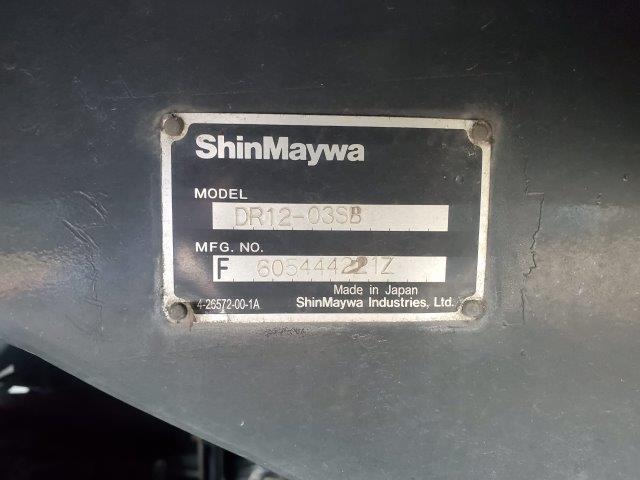 ShinMaywa
MODEL
DR12-03SB
MFG. NO.
F 605444221Z
Made in Japan
4-26572-00-1A
ShinMaywa Industries, Ltd.